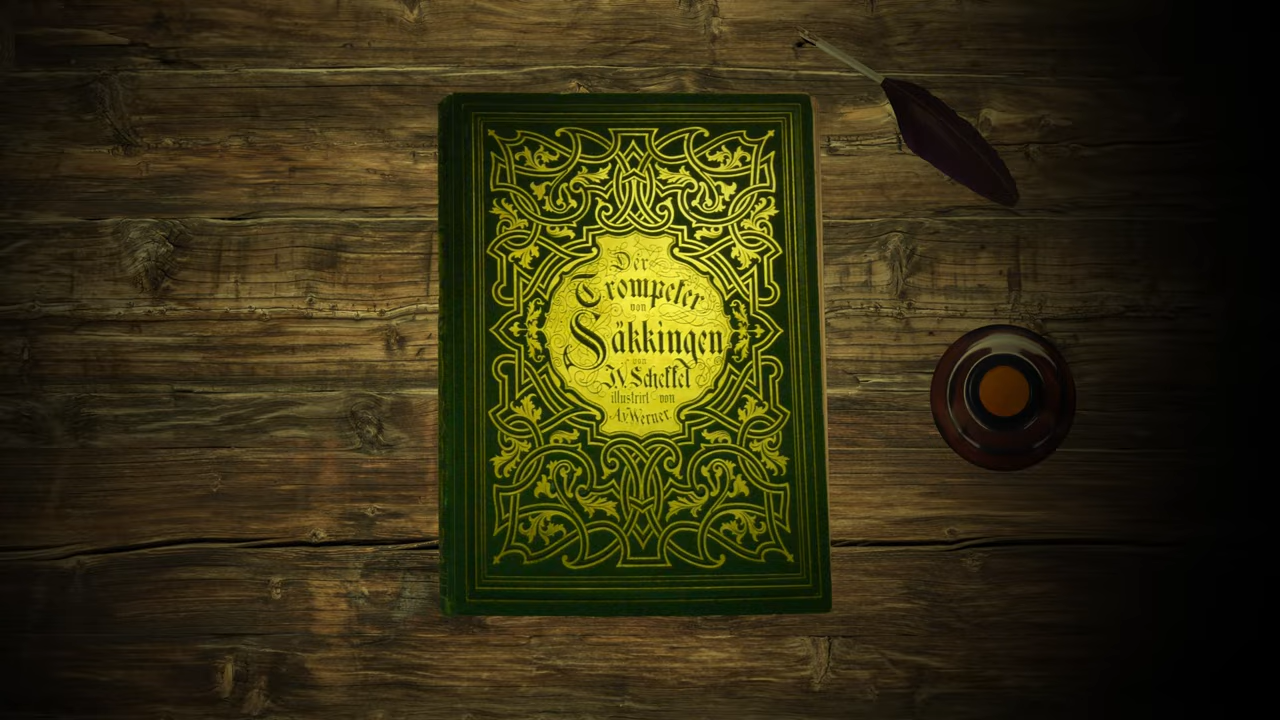 Der
Trompeter
von
Säkkingen
von
J.V. Scheffel
illustrirt von
A.v.Werner.